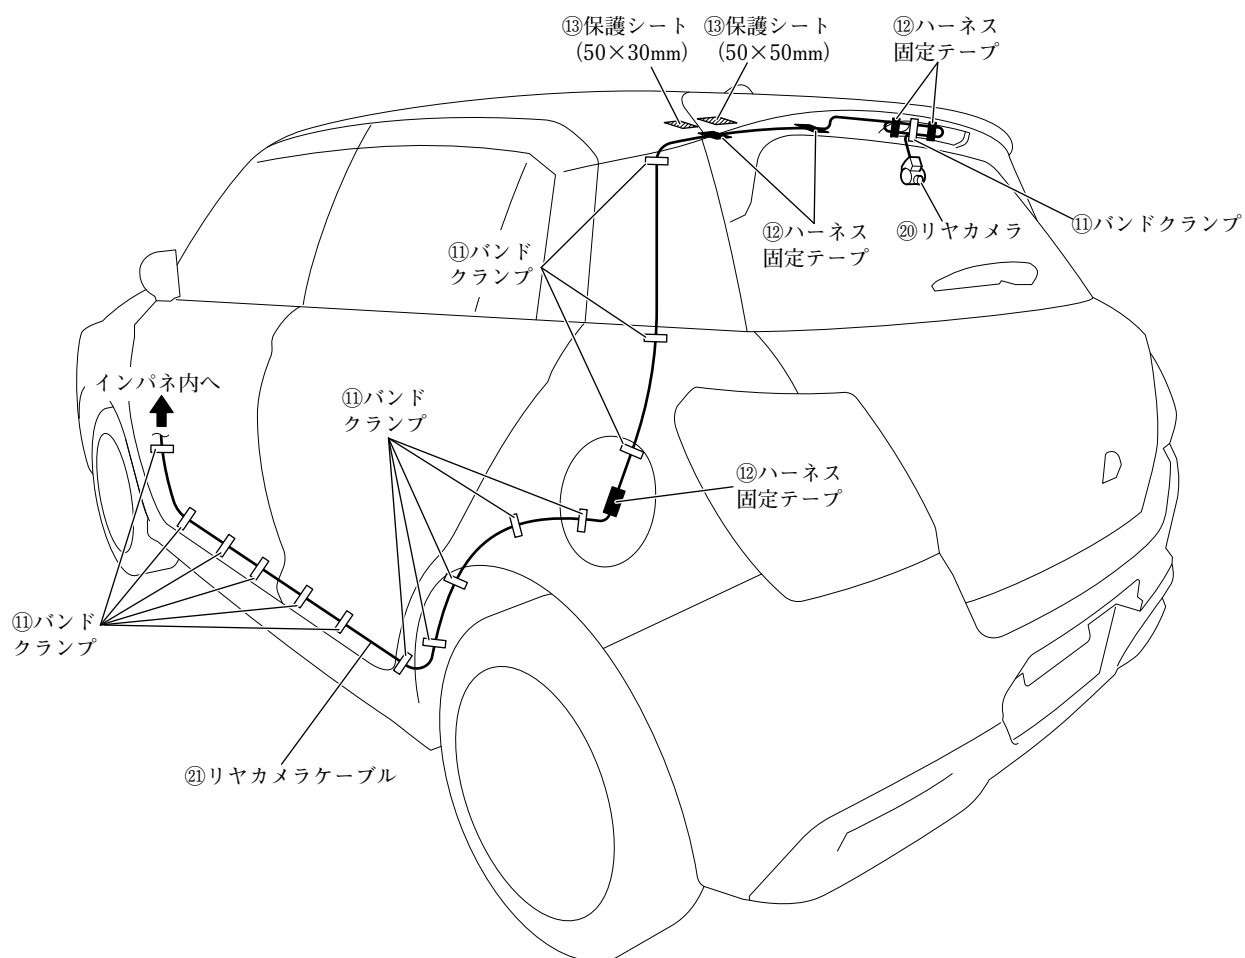 ⑬保護シート
(50×30mm)
⑬保護シート
(50×50mm)
⑫ハーネス
固定テープ
⑪バンド
クランプ
⑫ハーネス
固定テープ
⑳リヤカメラ
⑪バンドクランプ
インパネ内へ
⑪バンド
クランプ
⑫ハーネス
固定テープ
⑪バンド
クランプ
㉑リヤカメラケーブル